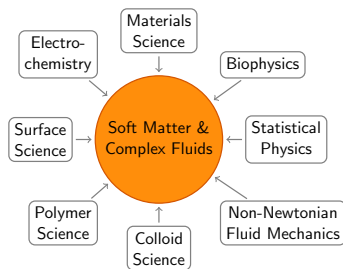 Materials
Science
Electro-
chemistry
Biophysics
Surface
Science
Soft Matter &
Complex Fluids
Statistical
Physics
Polymer
Science
Colloid
Science
Non-Newtonian
Fluid Mechanics